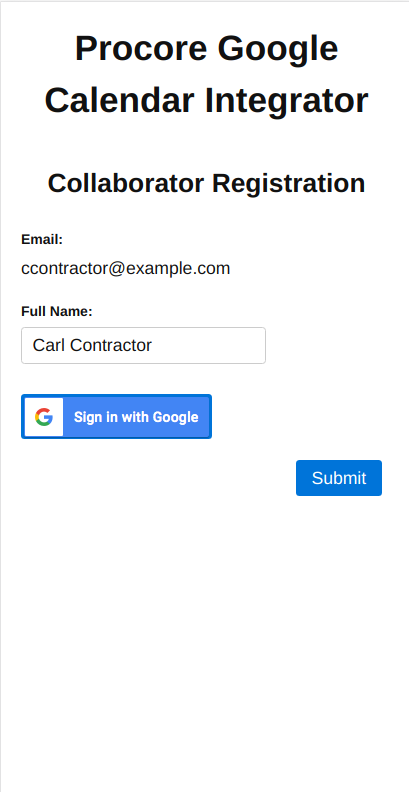 Procore Google
Calendar Integrator
Collaborator Registration
Email:
ccontractor@example.com
Full Name:
Carl Contractor
Sign in with Google
Submit